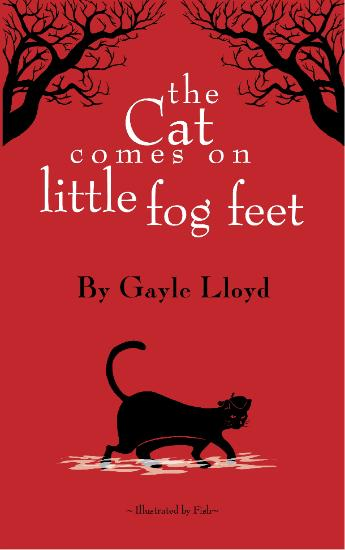 the
Cat
comes on
little fog feet
By Gayle Lloyd
~ Illustrated by Fish~